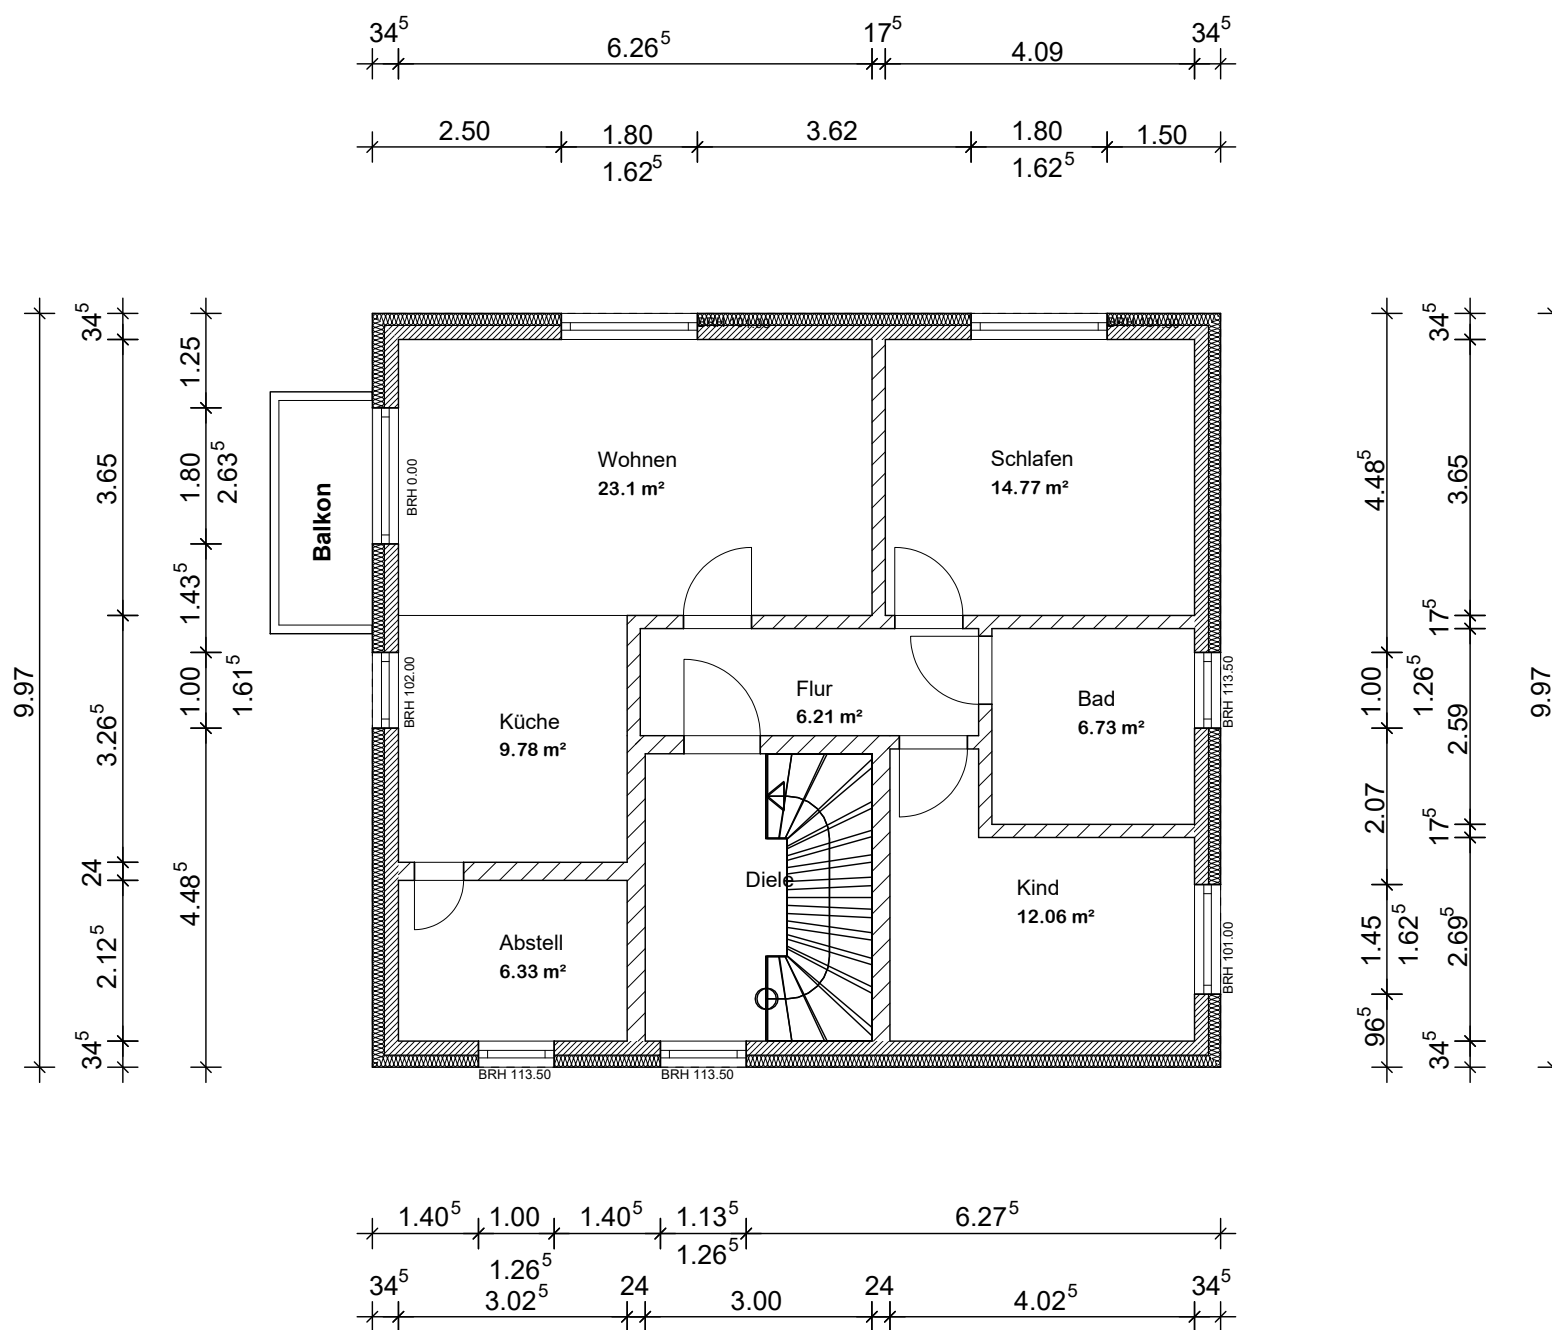 34⁵ 6.26⁵ 17⁵ 4.09 34⁵
2.50 1.80 3.62 1.80 1.50
1.62⁵ 1.62⁵
BRH 101.00 BRH 101.00
9.97
34⁵
3.65
3.26⁵
24
2.12⁵
34⁵
1.25
1.80
2.63⁵
1.43⁵
1.00
1.61⁵
4.48⁵
Balkon
BRH 0.00
BRH 102.00
Wohnen
23.1 m²
Schlafen
14.77 m²
Flur
6.21 m²
Bad
6.73 m²
Küche
9.78 m²
Diele
Kind
12.06 m²
Abstell
6.33 m²
BRH 113.50
BRH 101.00
BRH 113.50 BRH 113.50
4.48⁵
1.00
1.26⁵
2.07
1.45
1.62⁵
96⁵
34⁵
3.65
17⁵
2.59
17⁵
2.69⁵
34⁵
9.97
1.40⁵ 1.00 1.40⁵ 1.13⁵ 6.27⁵
1.26⁵ 1.26⁵
34⁵ 3.02⁵ 24 3.00 24 4.02⁵ 34⁵